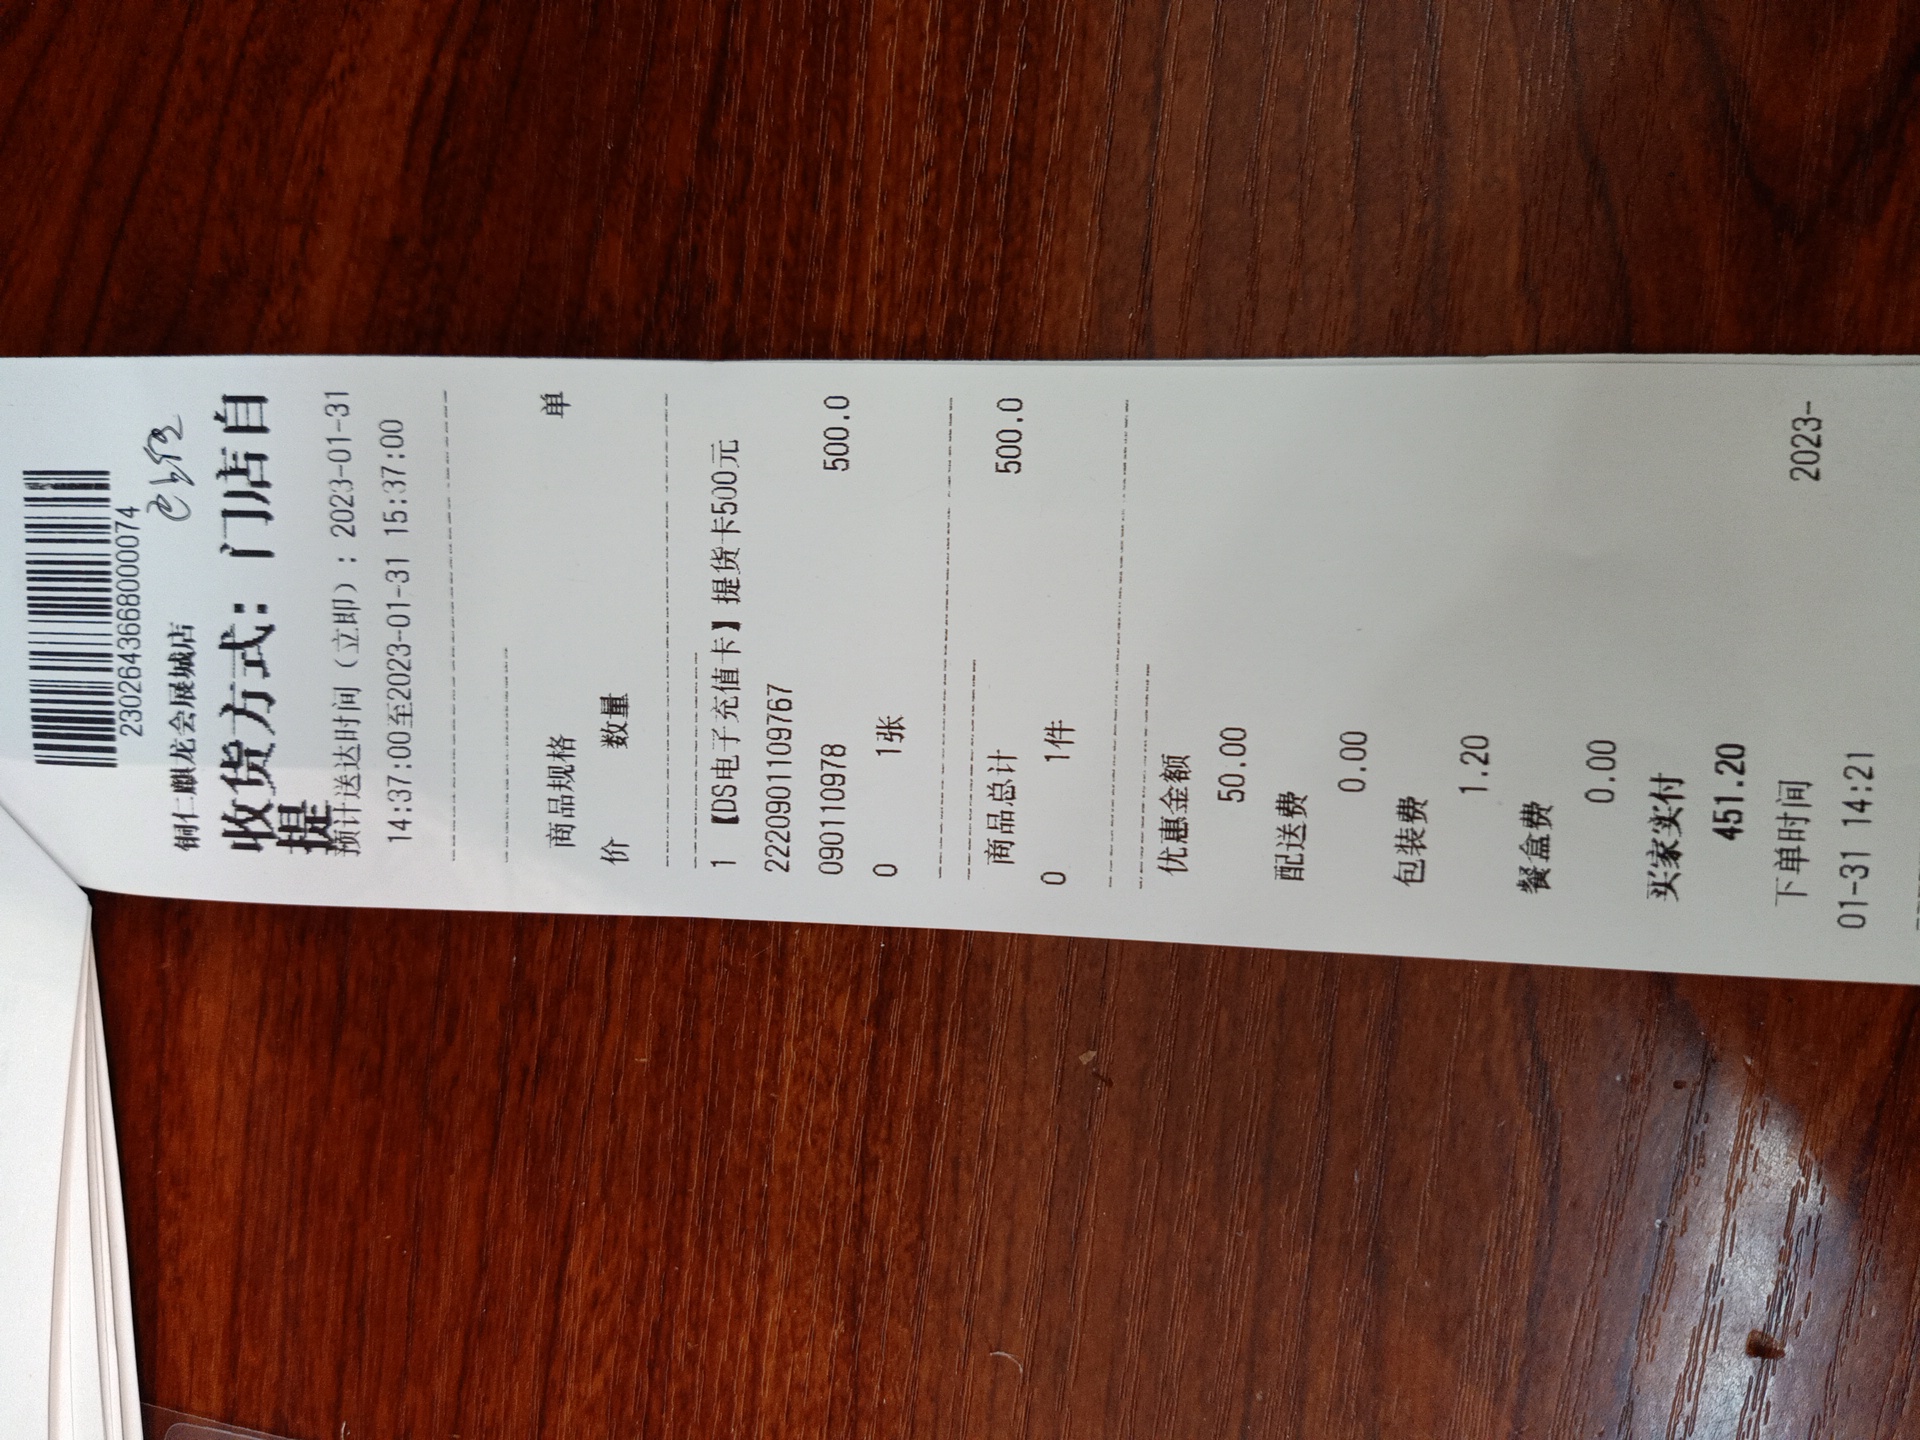 2302643668000074
铜仁麒龙会展城店
收货方式：门店自
提
预计送达时间（立即）：2023-01-31
14:37:00至2023-01-31 15:37:00
商品规格 单
价 数量
1 【DS电子充值卡】提货卡500元
2220901109767
0901110978 500.0
0 1张
商品总计 500.0
0 1件
优惠金额
50.00
配送费
0.00
包装费
1.20
餐盒费
0.00
买家实付
451.20
下单时间 2023-
01-31 14:21